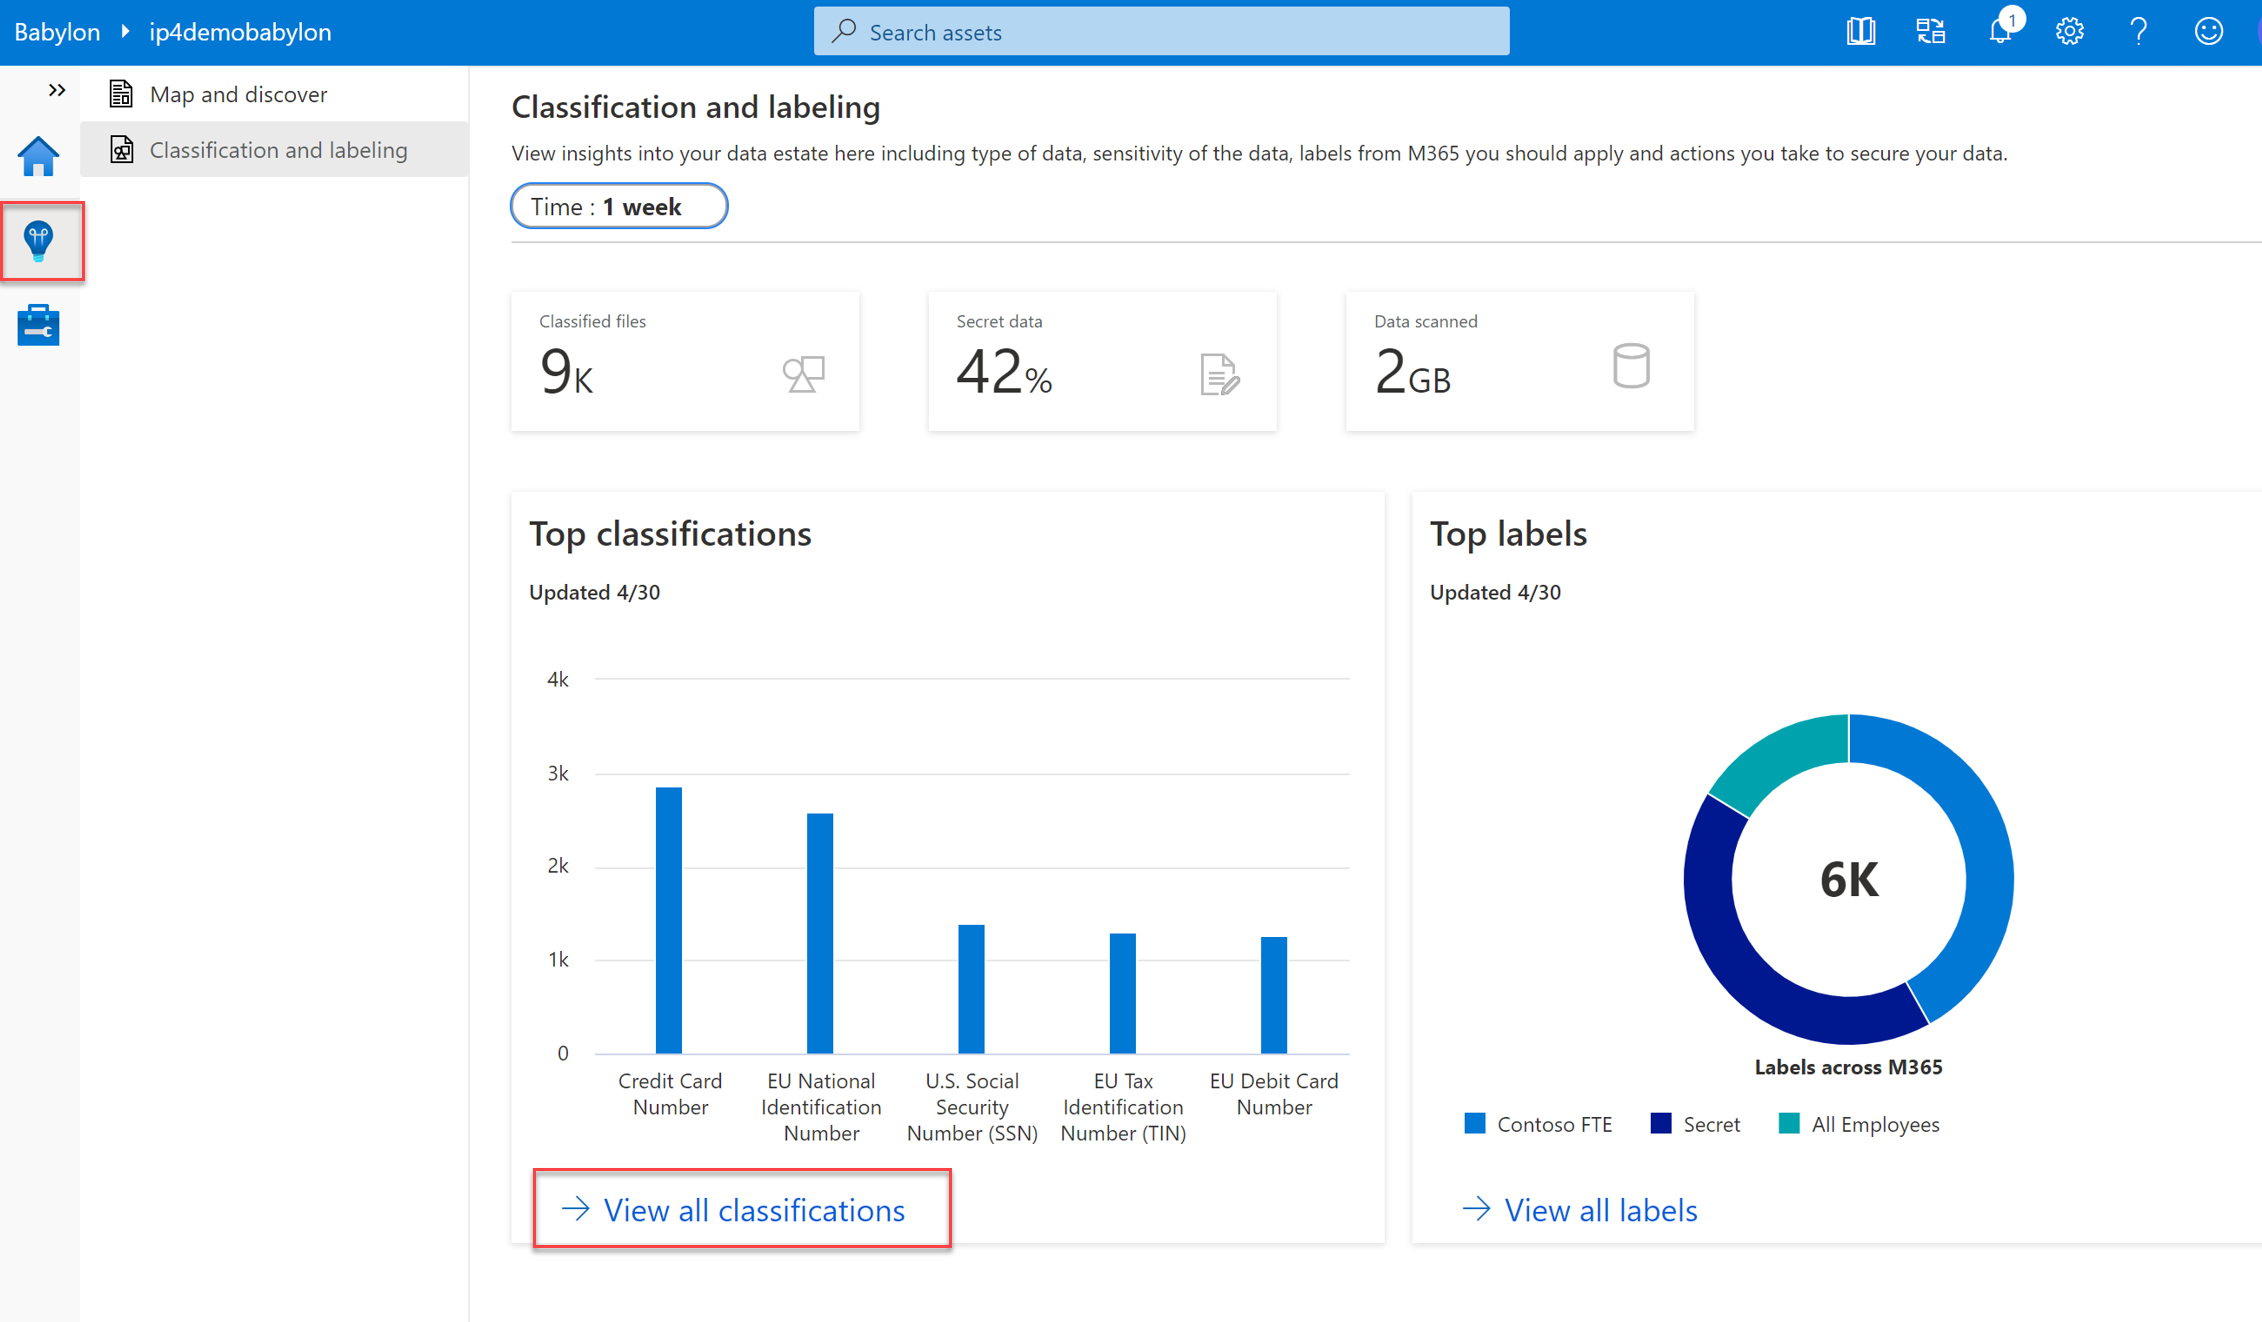 Babylon ip4demobabylon
Search assets
1
Map and discover
Classification and labeling
Classification and labeling
View insights into your data estate here including type of data, sensitivity of the data, labels from M365 you should apply and actions you take to secure your data.
Time : 1 week
Classified files
9K
Secret data
42%
Data scanned
2GB
Top classifications
Updated 4/30
4k
3k
2k
1k
0
Credit Card
Number
EU National
Identification
Number
U.S. Social
Security
Number (SSN)
EU Tax
Identification
Number (TIN)
EU Debit Card
Number
View all classifications
Top labels
Updated 4/30
6K
Labels across M365
Contoso FTE
Secret
All Employees
View all labels